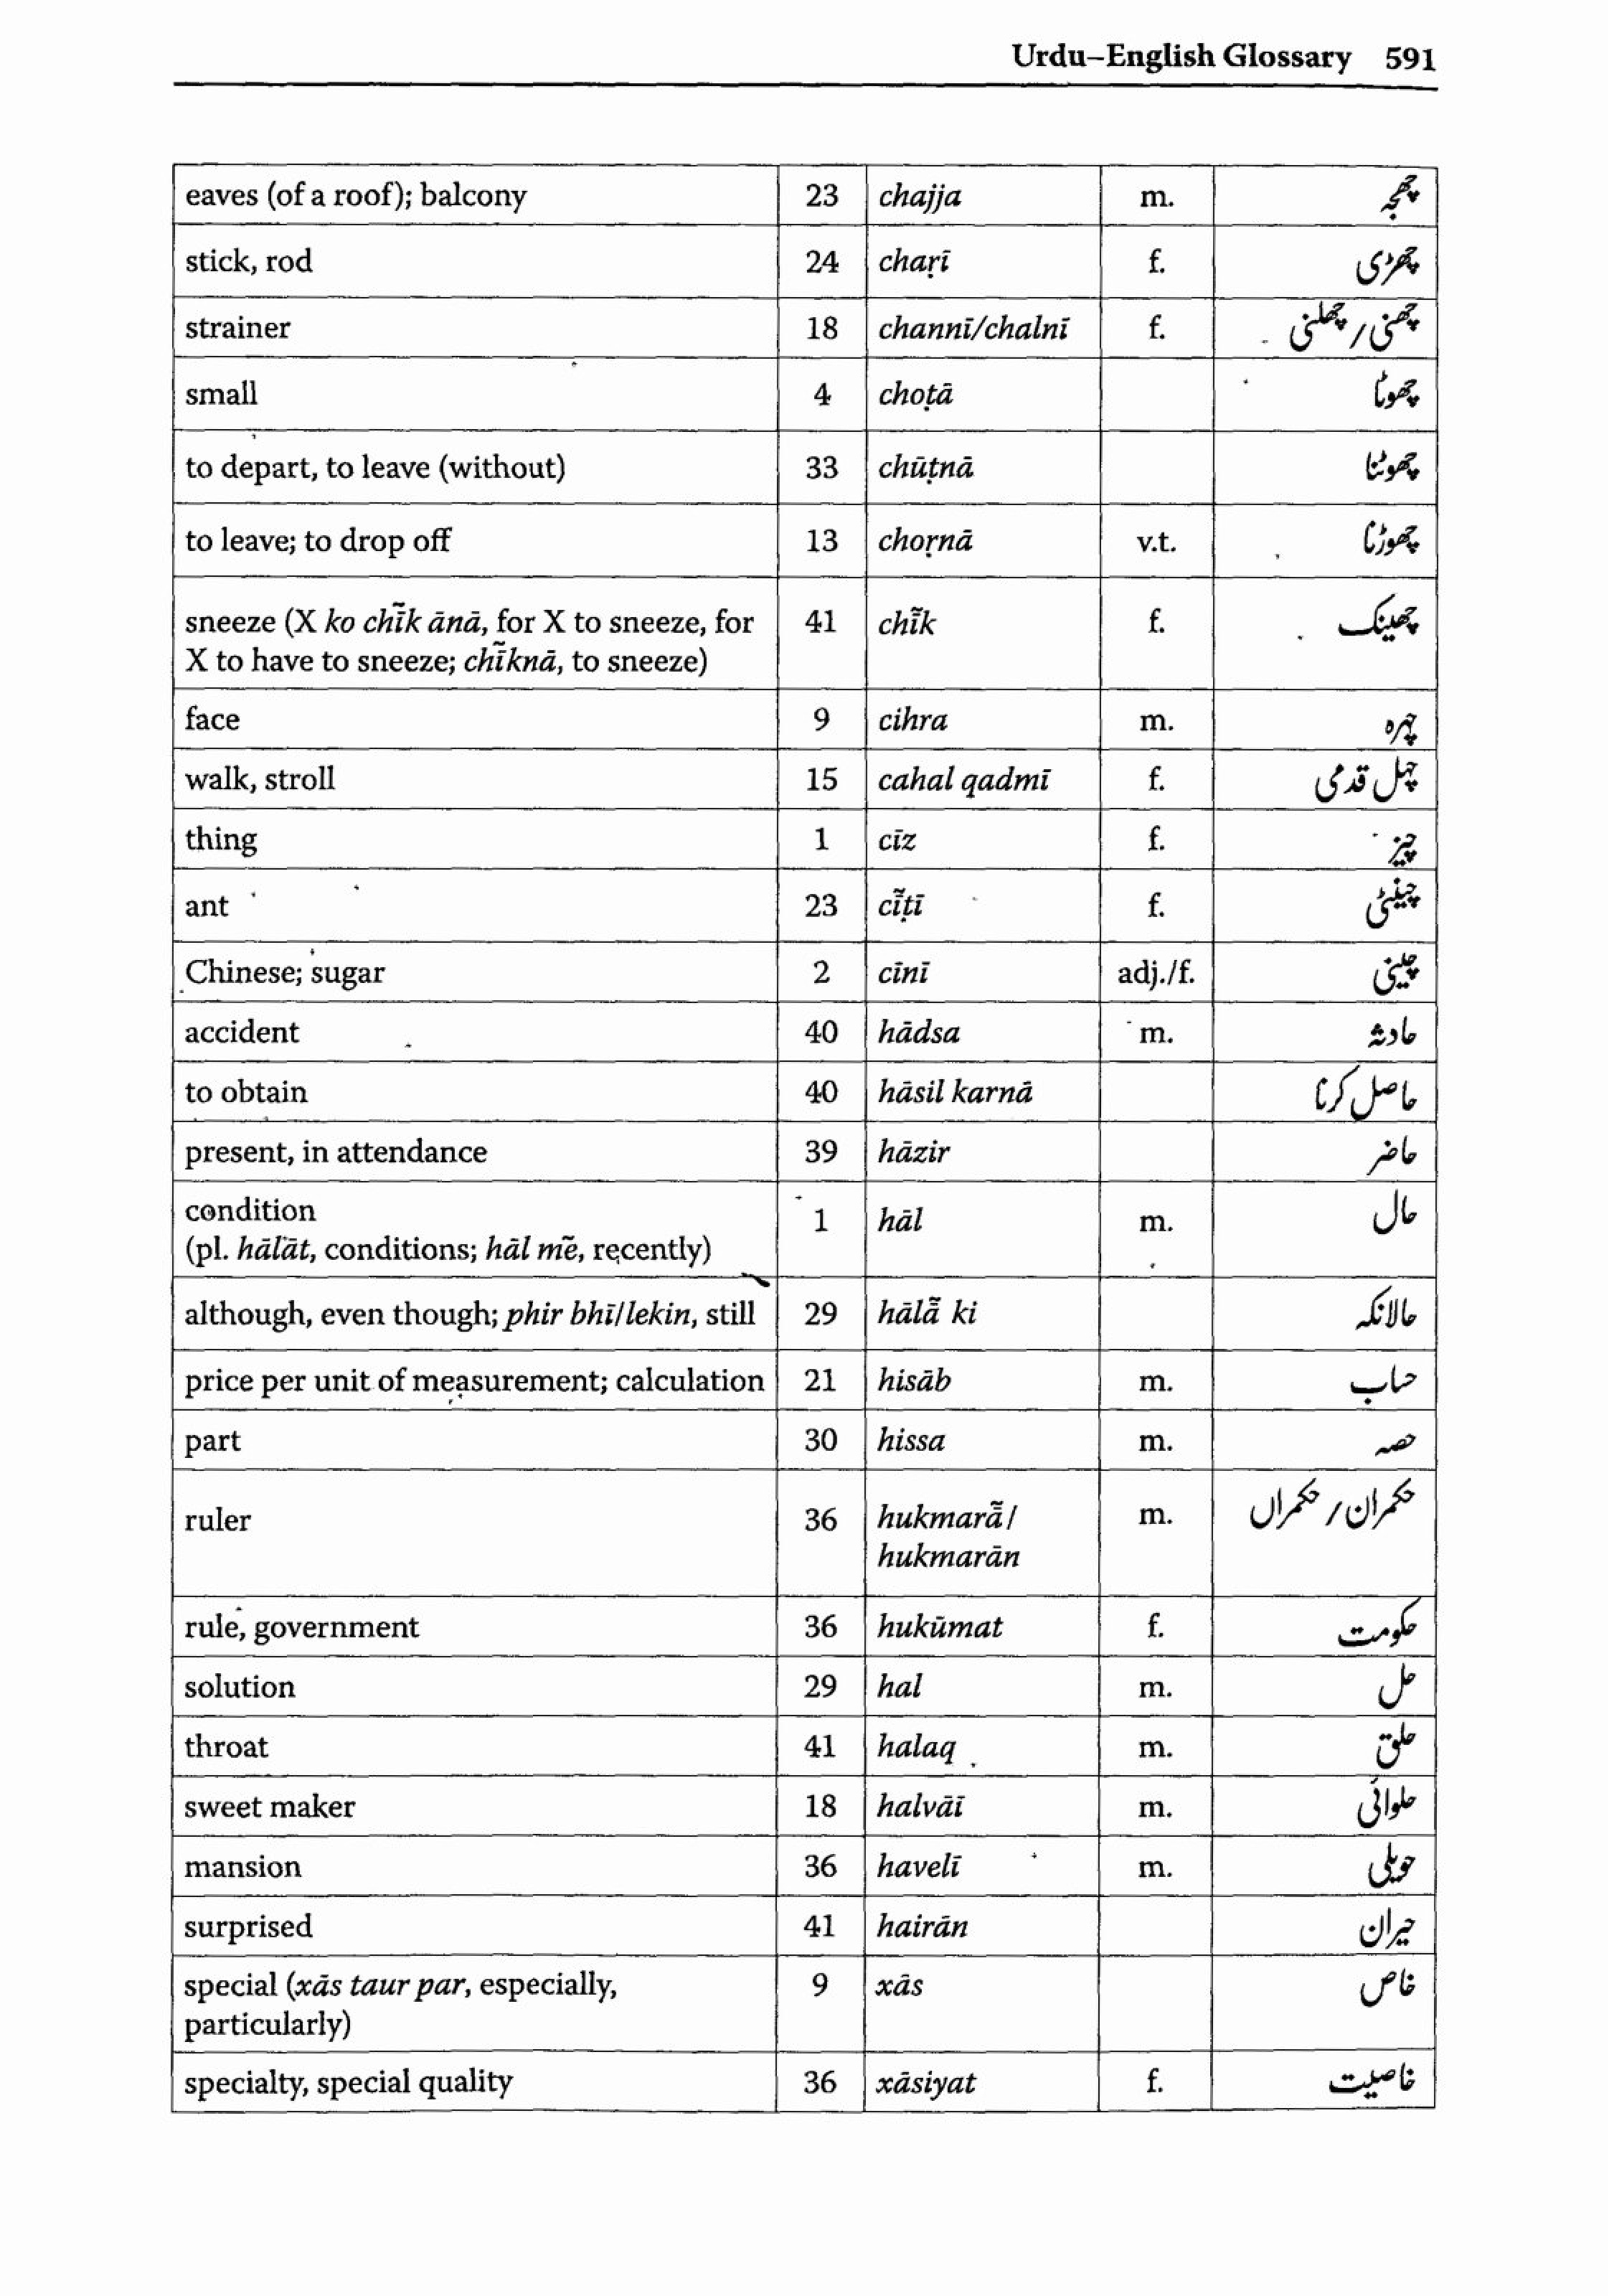 Urdu–English Glossary 591
eaves (of a roof); balcony 23 chajja m. چھجہ
stick, rod 24 chaṛī f. چھڑی
strainer 18 channī/chalnī f. چھنی / چھلنی
small 4 choṭā چھوٹا
to depart, to leave (without) 33 chūṭnā چھوٹنا
to leave; to drop off 13 choṛnā v.t. چھوڑنا
sneeze (X ko chī̃k ānā, for X to sneeze, for 41 chī̃k f. چھینک
X to have to sneeze; chī̃knā, to sneeze)
face 9 cihra m. چہرہ
walk, stroll 15 cahal qadmī f. چہل قدمی
thing 1 cīz f. چیز
ant 23 cī̃ṭī f. چینٹی
Chinese; sugar 2 cīnī adj./f. چینی
accident 40 hādsa m. حادثہ
to obtain 40 hāsil karnā حاصل کرنا
present, in attendance 39 hāzir حاضر
condition 1 hāl m. حال
(pl. hālāt, conditions; hāl mẽ, recently)
although, even though; phir bhī/lekin, still 29 hālā̃ ki حالانکہ
price per unit of measurement; calculation 21 hisāb m. حساب
part 30 hissa m. حصہ
ruler 36 hukmarā̃/ m. حکمران / حکمراں
hukmarān
rule, government 36 hukūmat f. حکومت
solution 29 hal m. حل
throat 41 halaq m. حلق
sweet maker 18 halvāī m. حلوائی
mansion 36 havelī m. حویلی
surprised 41 hairān حیران
special (xās taur par, especially, 9 xās خاص
particularly)
specialty, special quality 36 xāsiyat f. خاصیت